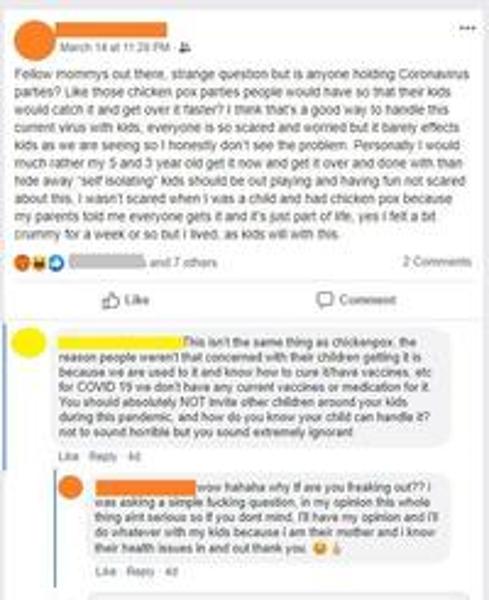 March 14 at 11:28 PM ·
Fellow mommys out there, strange question but is anyone holding Coronavirus
parties? Like those chicken pox parties people would have so that their kids
would catch it and get over it faster? I think that's a good way to handle this
current virus with kids, everyone is so scared and worried but it barely effects
kids as we are seeing so I honestly don't see the problem. Personally I would
much rather my 5 and 3 year old get it now and get it over and done with than
hide away "self isolating" kids should be out playing and having fun not scared
about this. I wasn't scared when I was a child and had chicken pox because
my parents told me everyone gets it and it's just part of life, yes I felt a bit
crummy for a week or so but I lived, as kids will with this.
and 7 others
2 Comments
Like
Comment
This isn't the same thing as chickenpox, the
reason people weren't that concerned with their children getting it is
because we are used to it and know how to cure it/have vaccines, etc
for COVID 19 we don't have any current vaccines or medication for it.
You should absolutely NOT invite other children around your kids
during this pandemic, and how do you know your child can handle it?
not to sound horrible but you sound extremely ignorant
Like · Reply · 4d
wow hahaha why tf are you freaking out?? I
was asking a simple fucking question, in my opinion this whole
thing aint serious so if you dont mind, I'll have my opinion and I'll
do whatever with my kids because i am their mother and i know
their health issues in and out thank you.
Like · Reply · 4d